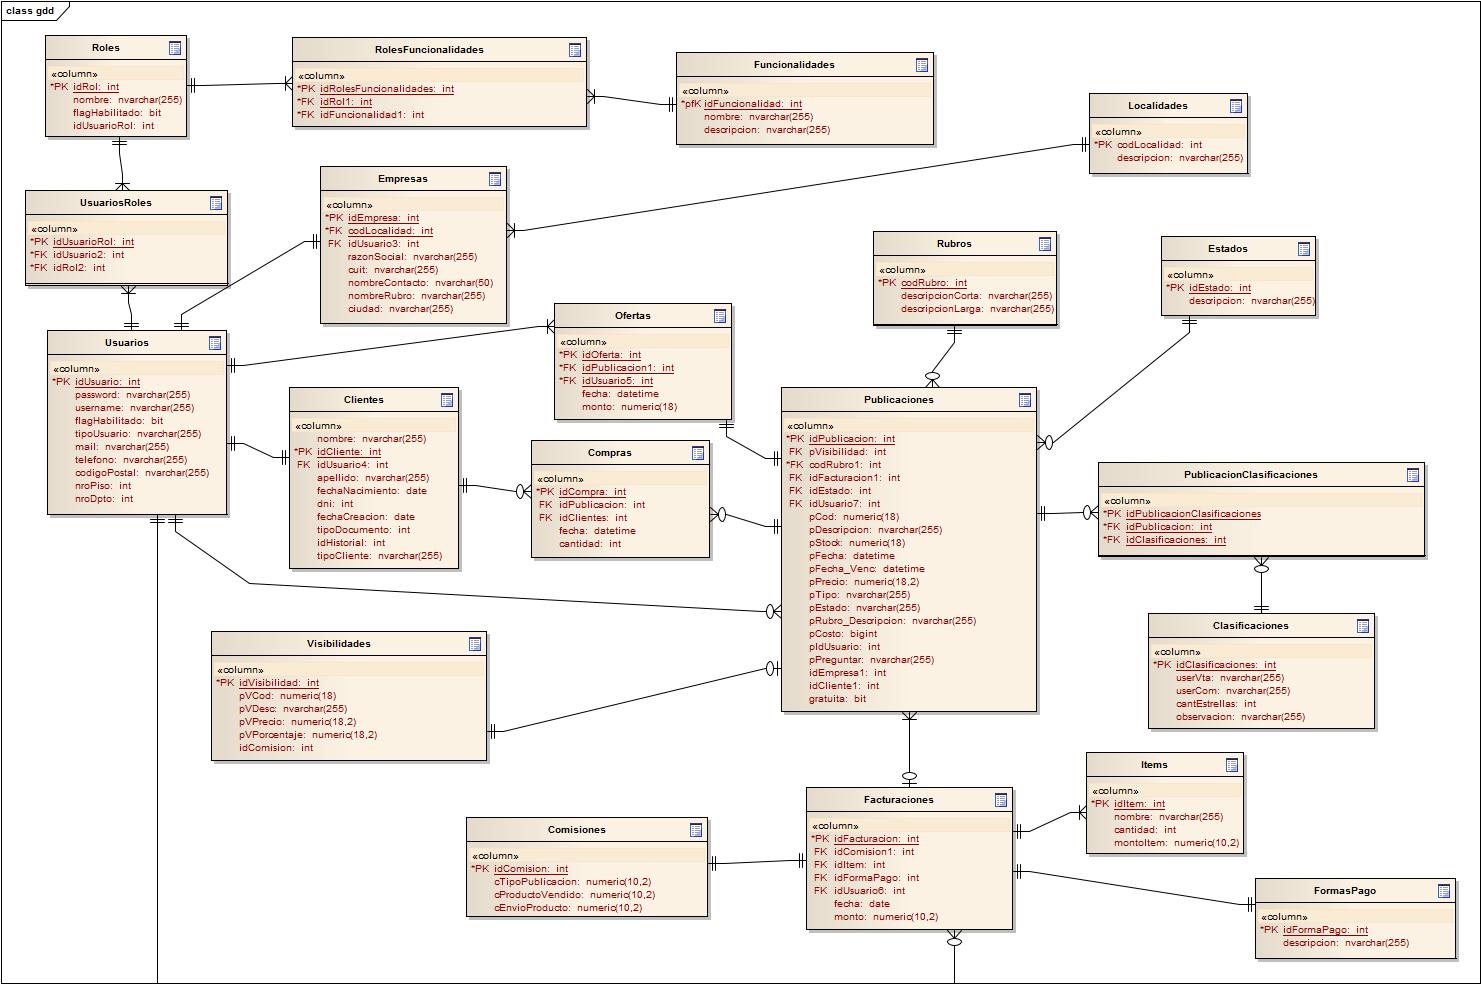 class gdd
Roles
«column»
*PK idRol: int
nombre: nvarchar(255)
flagHabilitado: bit
idUsuarioRol: int
RolesFuncionalidades
«column»
*PK idRolesFuncionalidades: int
*FK idRol1: int
*FK idFuncionalidad1: int
Funcionalidades
«column»
*pfK idFuncionalidad: int
nombre: nvarchar(255)
descripcion: nvarchar(255)
Localidades
«column»
*PK codLocalidad: int
descripcion: nvarchar(255)
UsuariosRoles
«column»
*PK idUsuarioRol: int
*FK idUsuario2: int
*FK idRol2: int
Empresas
«column»
*PK idEmpresa: int
*FK codLocalidad: int
FK idUsuario3: int
razonSocial: nvarchar(255)
cuit: nvarchar(255)
nombreContacto: nvarchar(50)
nombreRubro: nvarchar(255)
ciudad: nvarchar(255)
Rubros
«column»
*PK codRubro: int
descripcionCorta: nvarchar(255)
descripcionLarga: nvarchar(255)
Estados
«column»
*PK idEstado: int
descripcion: nvarchar(255)
Usuarios
«column»
*PK idUsuario: int
password: nvarchar(255)
username: nvarchar(255)
flagHabilitado: bit
tipoUsuario: nvarchar(255)
mail: nvarchar(255)
telefono: nvarchar(255)
codigoPostal: nvarchar(255)
nroPiso: int
nroDpto: int
Ofertas
«column»
*PK idOferta: int
*FK idPublicacion1: int
*FK idUsuario5: int
fecha: datetime
monto: numeric(18)
Clientes
«column»
nombre: nvarchar(255)
*PK idCliente: int
FK idUsuario4: int
apellido: nvarchar(255)
fechaNacimiento: date
dni: int
fechaCreacion: date
tipoDocumento: int
idHistorial: int
tipoCliente: nvarchar(255)
Compras
«column»
*PK idCompra: int
FK idPublicacion: int
FK idClientes: int
fecha: datetime
cantidad: int
Publicaciones
«column»
*PK idPublicacion: int
FK pVisibilidad: int
*FK codRubro1: int
FK idFacturacion1: int
FK idEstado: int
FK idUsuario7: int
pCod: numeric(18)
pDescripcion: nvarchar(255)
pStock: numeric(18)
pFecha: datetime
pFecha_Venc: datetime
pPrecio: numeric(18,2)
pTipo: nvarchar(255)
pEstado: nvarchar(255)
pRubro_Descripcion: nvarchar(255)
pCosto: bigint
pIdUsuario: int
pPreguntar: nvarchar(255)
idEmpresa1: int
idCliente1: int
gratuita: bit
PublicacionClasificaciones
«column»
*PK idPublicacionClasificaciones
*FK idPublicacion: int
*FK idClasificaciones: int
Clasificaciones
«column»
*PK idClasificaciones: int
userVta: nvarchar(255)
userCom: nvarchar(255)
cantEstrellas: int
observacion: nvarchar(255)
Visibilidades
«column»
*PK idVisibilidad: int
pVCod: numeric(18)
pVDesc: nvarchar(255)
pVPrecio: numeric(18,2)
pVPorcentaje: numeric(18,2)
idComision: int
Items
«column»
*PK idItem: int
nombre: nvarchar(255)
cantidad: int
montoItem: numeric(10,2)
Facturaciones
«column»
*PK idFacturacion: int
FK idComision1: int
FK idItem: int
FK idFormaPago: int
FK idUsuario6: int
fecha: date
monto: numeric(10,2)
Comisiones
«column»
*PK idComision: int
cTipoPublicacion: numeric(10,2)
cProductoVendido: numeric(10,2)
cEnvioProducto: numeric(10,2)
FormasPago
«column»
*PK idFormaPago: int
descripcion: nvarchar(255)